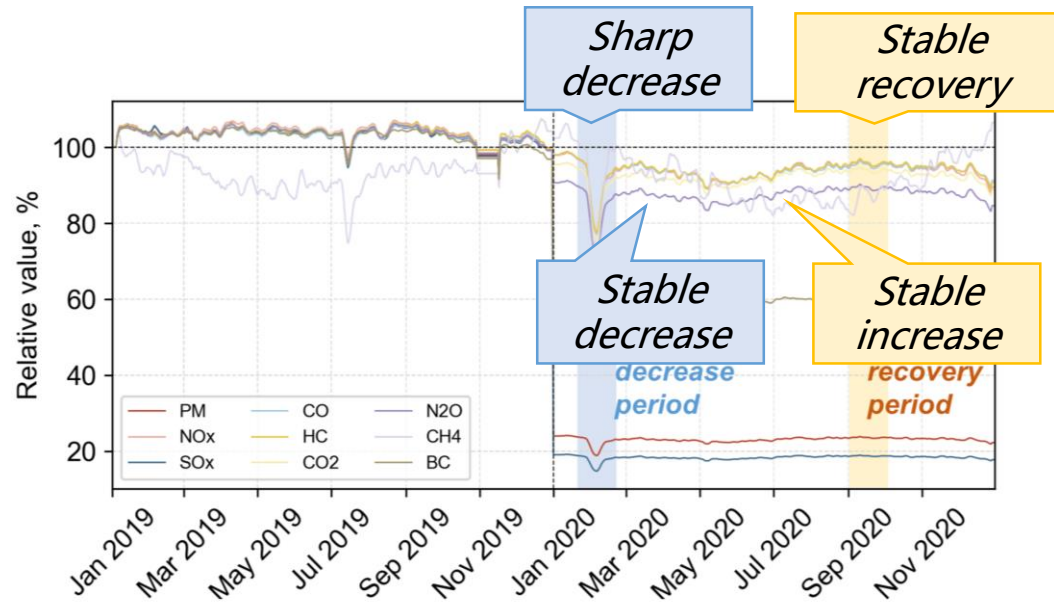 Sharp
decrease
Stable
recovery
Relative value, %
100
80
60
40
20
Stable
decrease
Stable
increase
decrease
period
recovery
period
PM
CO
N2O
NOx
HC
CH4
SOx
CO2
BC
Jan 2019
Mar 2019
May 2019
Jul 2019
Sep 2019
Nov 2019
Jan 2020
Mar 2020
May 2020
Jul 2020
Sep 2020
Nov 2020